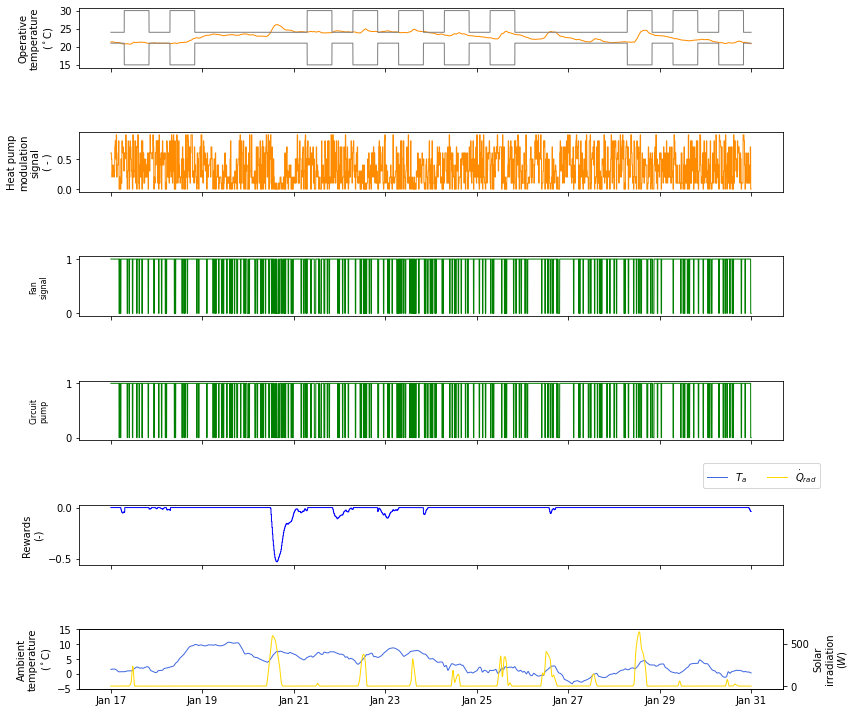 Operative
temperature
(°C)
30
25
20
15
Heat pump
modulation
signal
( - )
0.5
0.0
Fan
signal
1
0
Circuit
pump
1
0
T_a
Q̇_rad
Rewards
(-)
0.0
−0.5
Ambient
temperature
(°C)
15
10
5
0
−5
500
0
Solar
irradiation
(W)
Jan 17 Jan 19 Jan 21 Jan 23 Jan 25 Jan 27 Jan 29 Jan 31